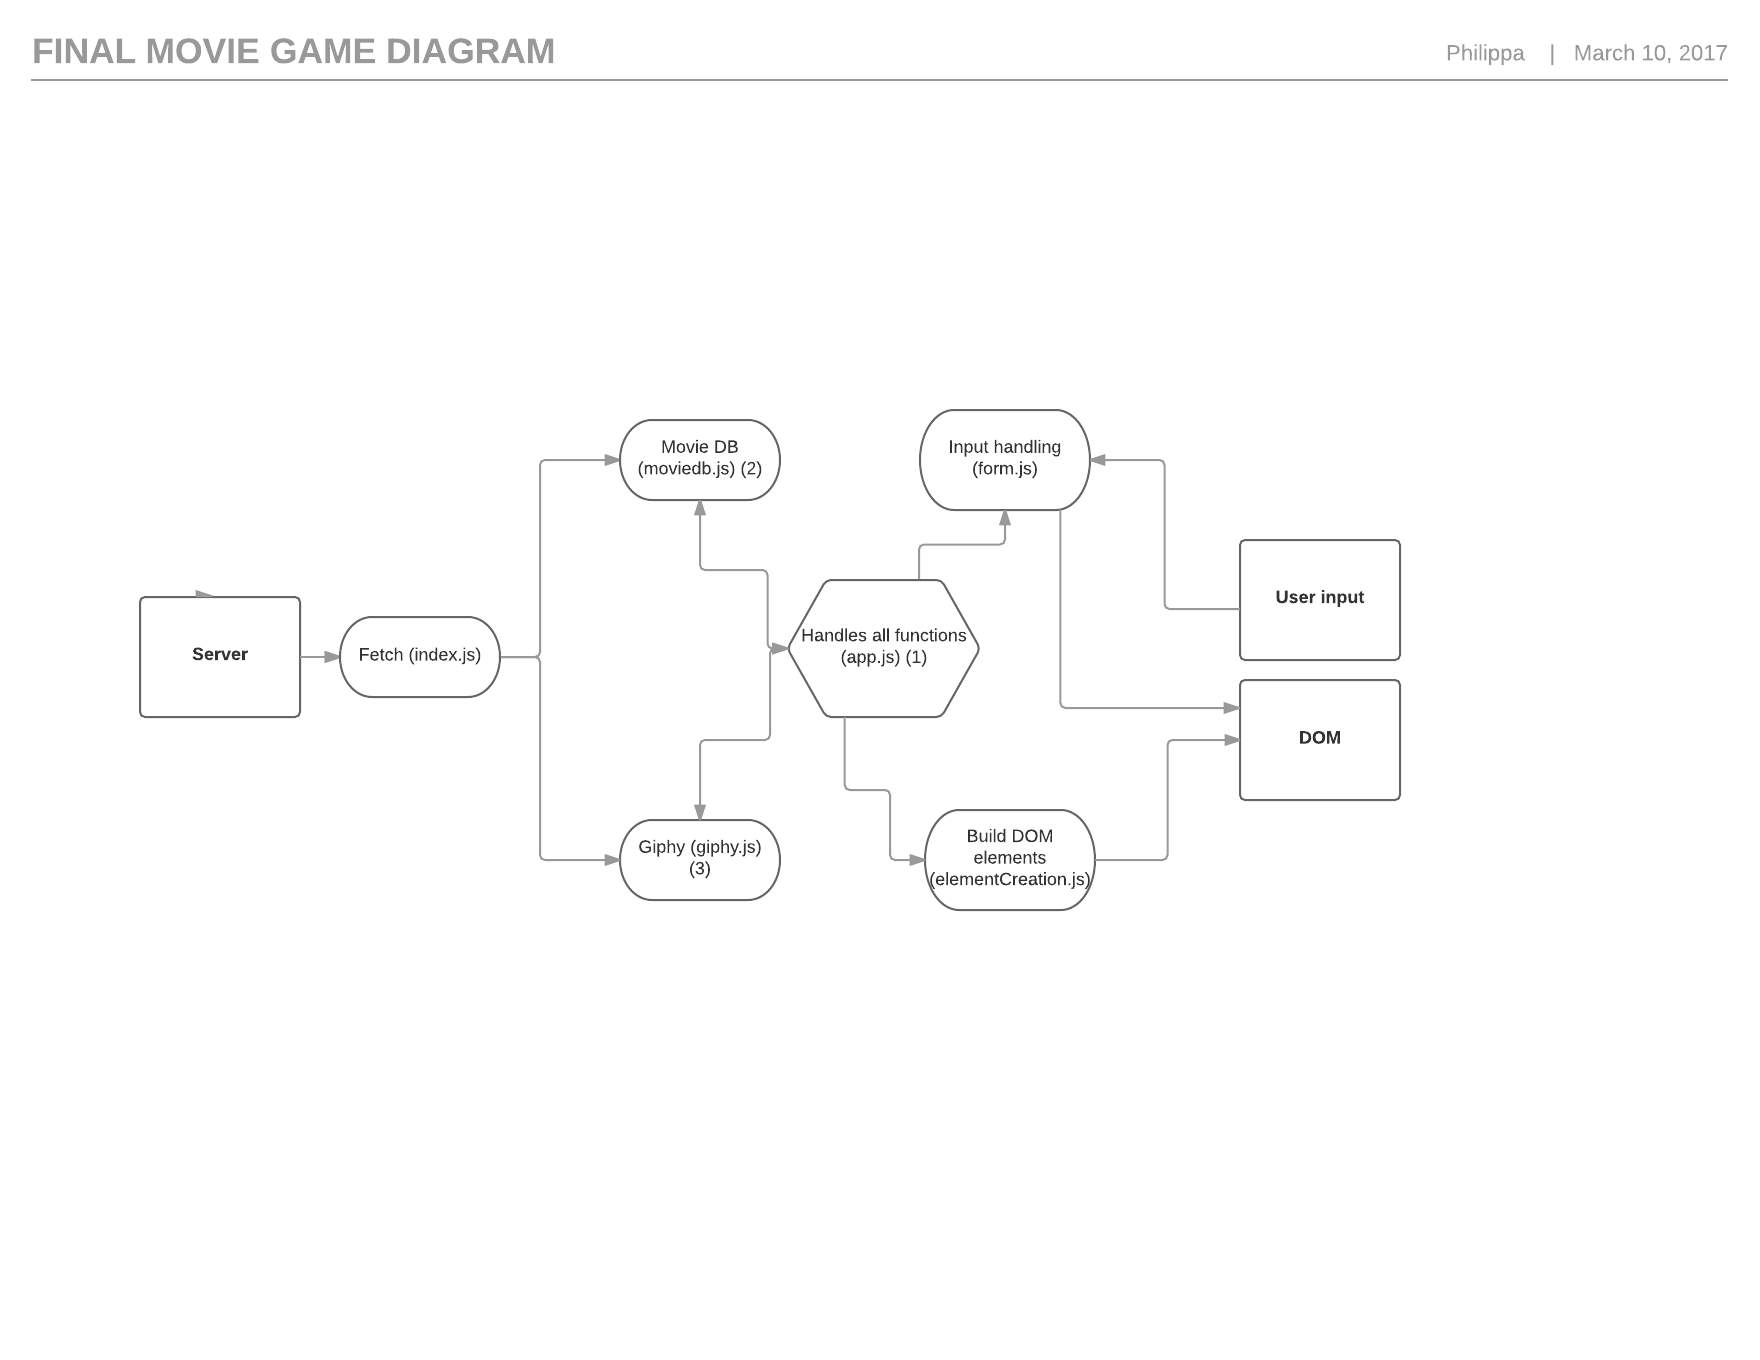 FINAL MOVIE GAME DIAGRAM
Philippa | March 10, 2017
Movie DB
(moviedb.js) (2)
Input handling
(form.js)
User input
Server
Fetch (index.js)
Handles all functions
(app.js) (1)
DOM
Giphy (giphy.js)
(3)
Build DOM
elements
(elementCreation.js)